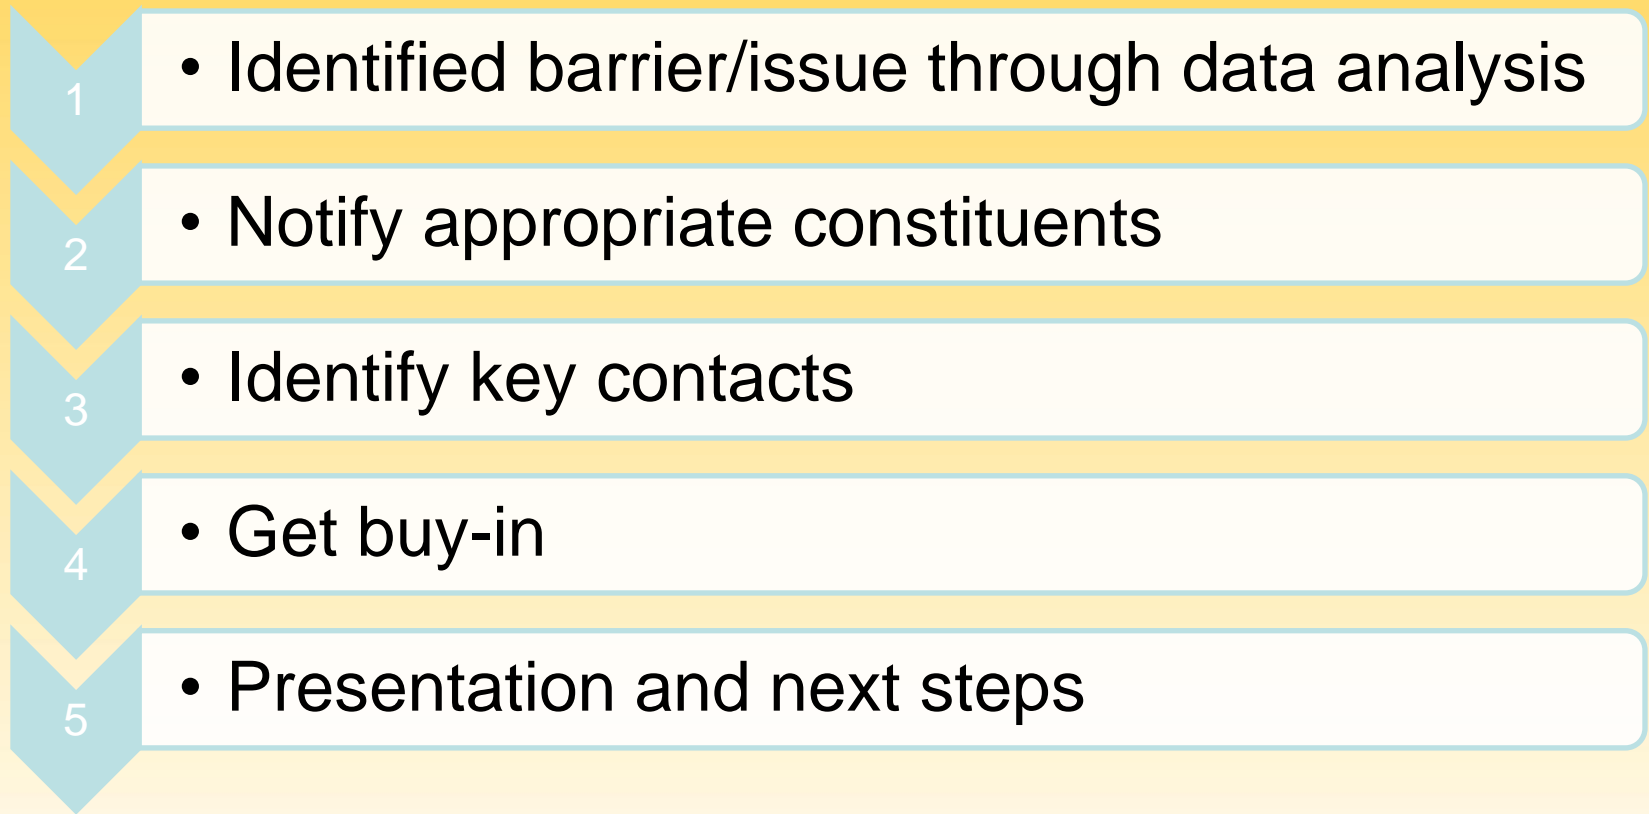 1
• Identified barrier/issue through data analysis
2
• Notify appropriate constituents
3
• Identify key contacts
4
• Get buy-in
5
• Presentation and next steps